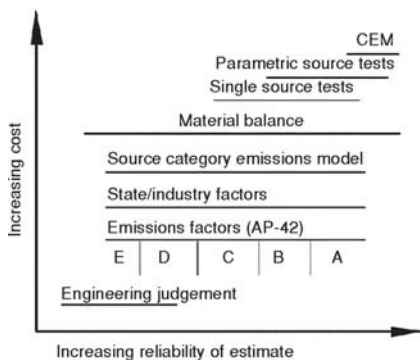 CEM
Parametric source tests
Single source tests
Material balance
Source category emissions model
State/industry factors
Emissions factors (AP-42)
E D C B A
Engineering judgement
Increasing cost
Increasing reliability of estimate